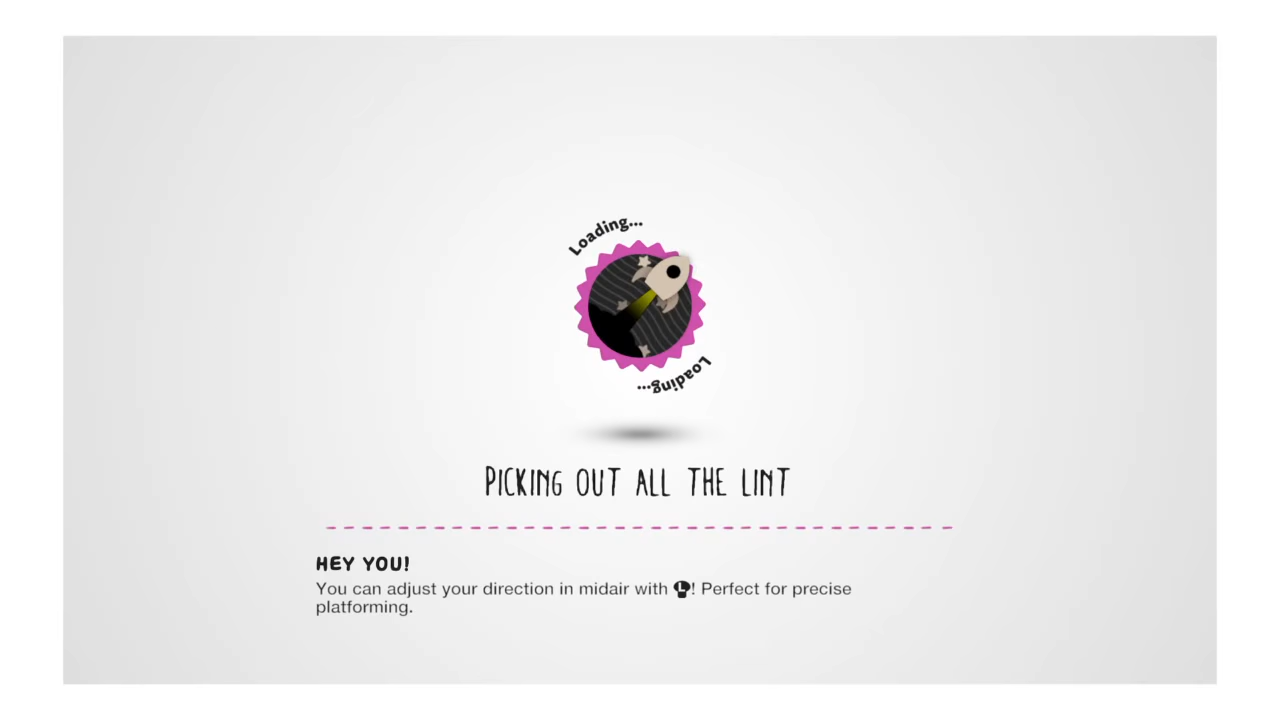 Loading...
Loading...
PICKING OUT ALL THE LINT
HEY YOU!
You can adjust your direction in midair with L! Perfect for precise
platforming.